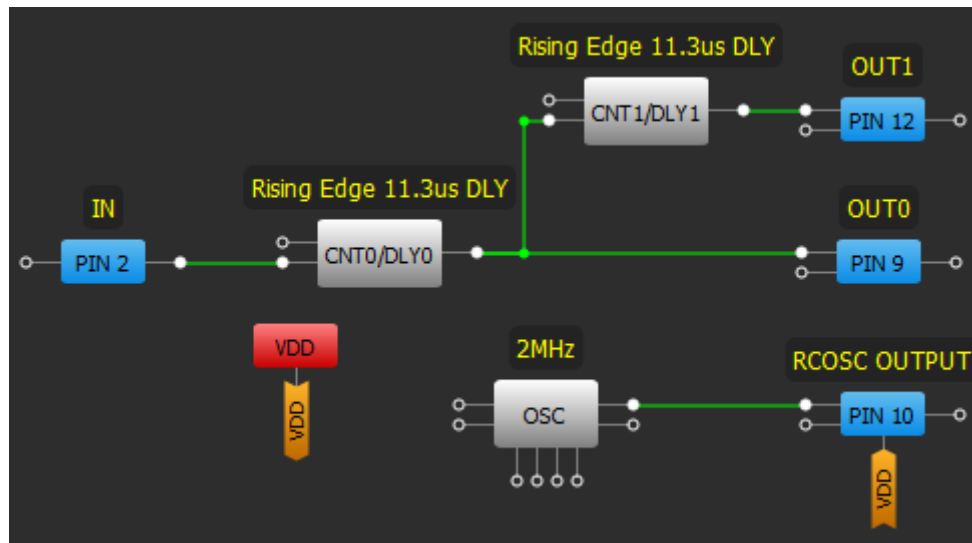 Rising Edge 11.3us DLY
OUT1
CNT1/DLY1
PIN 12
Rising Edge 11.3us DLY
IN
OUT0
PIN 2
CNT0/DLY0
PIN 9
VDD
2MHz
RCOSC OUTPUT
VDD
OSC
PIN 10
VDD